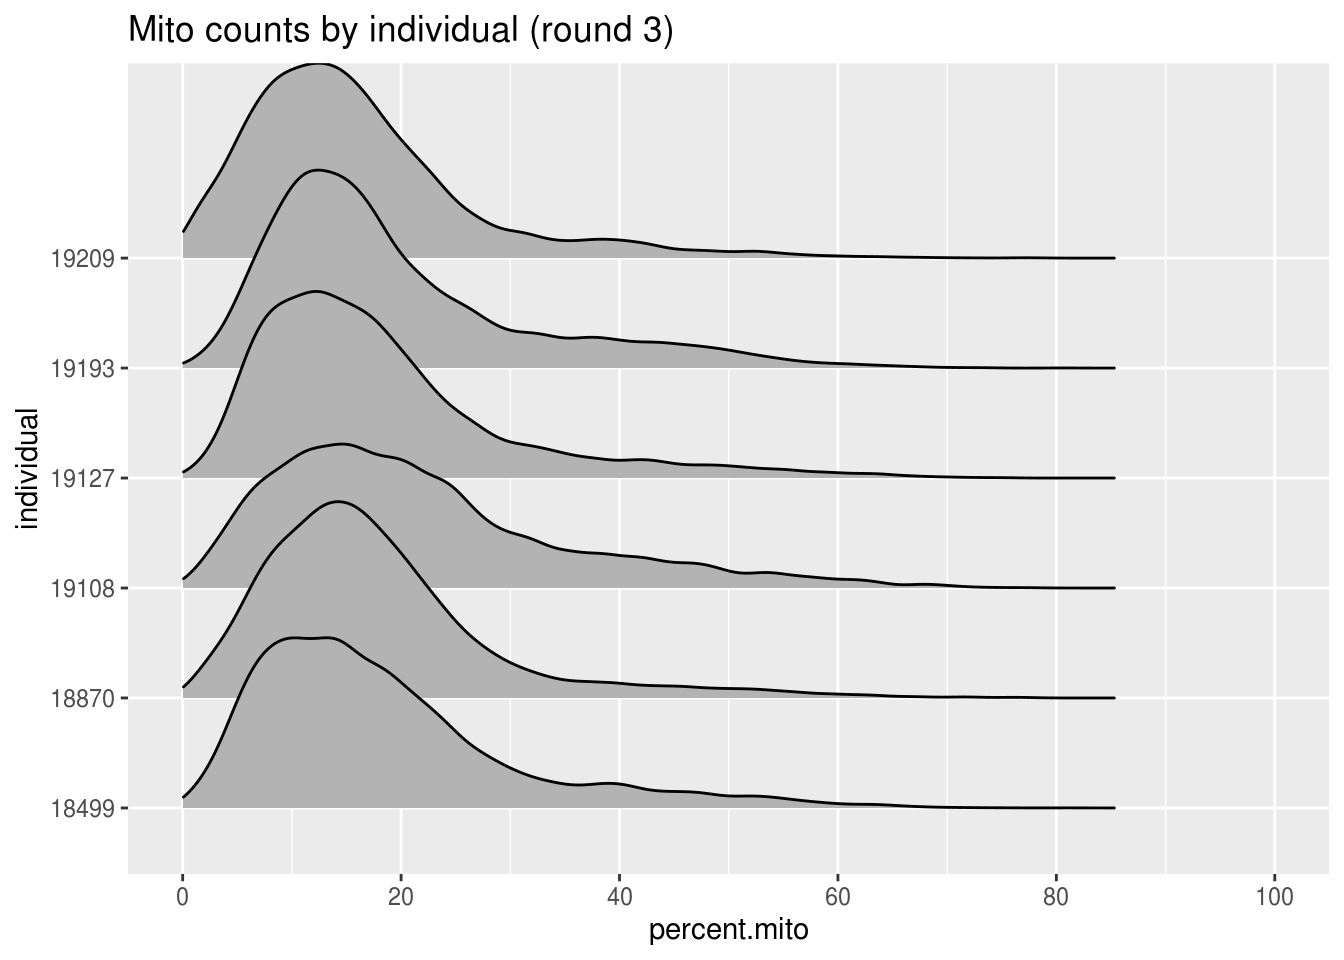 Mito counts by individual (round 3)
individual
19209
19193
19127
19108
18870
18499
0 20 40 60 80 100
percent.mito